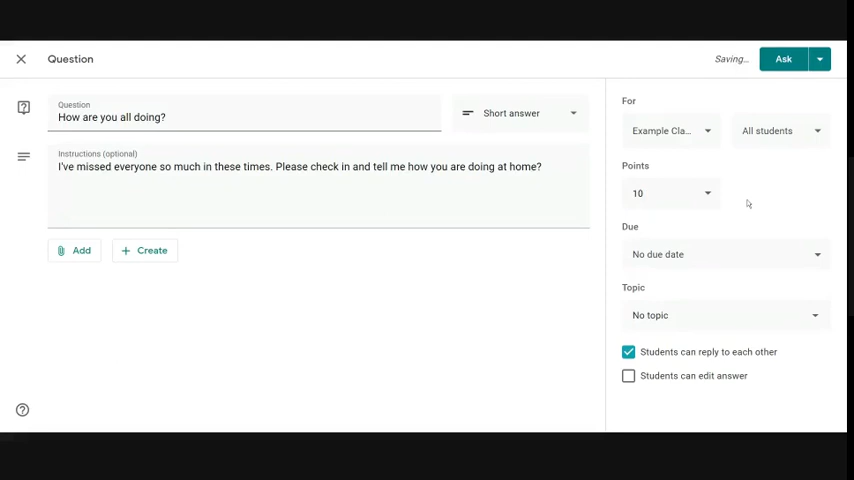 Question
Saving...
Ask
Question
How are you all doing?
Short answer
Instructions (optional)
I've missed everyone so much in these times. Please check in and tell me how you are doing at home?
Add
Create
For
Example Cla...
All students
Points
10
Due
No due date
Topic
No topic
Students can reply to each other
Students can edit answer